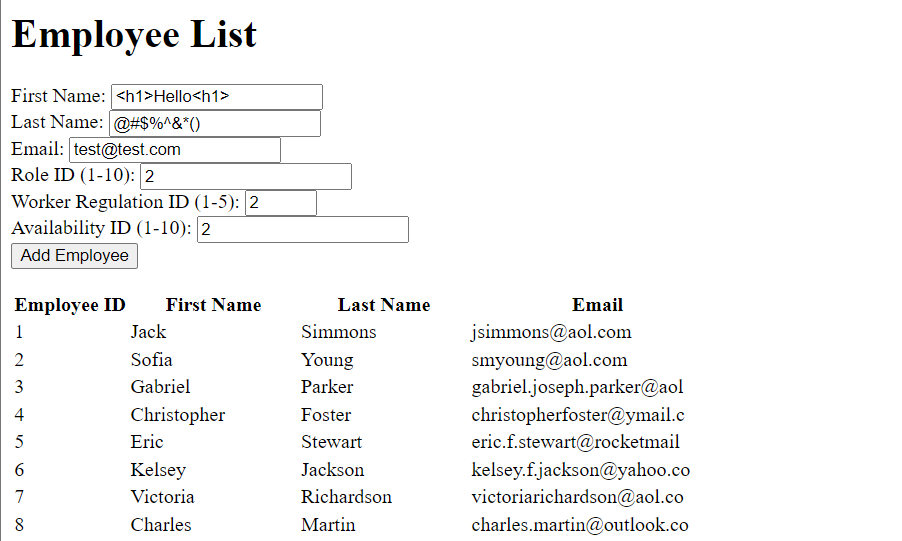 Employee List
First Name: <h1>Hello<h1>
Last Name: @#$%^&*()
Email: test@test.com
Role ID (1-10): 2
Worker Regulation ID (1-5): 2
Availability ID (1-10): 2
Add Employee
Employee ID First Name Last Name Email
1 Jack Simmons jsimmons@aol.com
2 Sofia Young smyoung@aol.com
3 Gabriel Parker gabriel.joseph.parker@aol
4 Christopher Foster christopherfoster@ymail.c
5 Eric Stewart eric.f.stewart@rocketmail
6 Kelsey Jackson kelsey.f.jackson@yahoo.co
7 Victoria Richardson victoriarichardson@aol.co
8 Charles Martin charles.martin@outlook.co